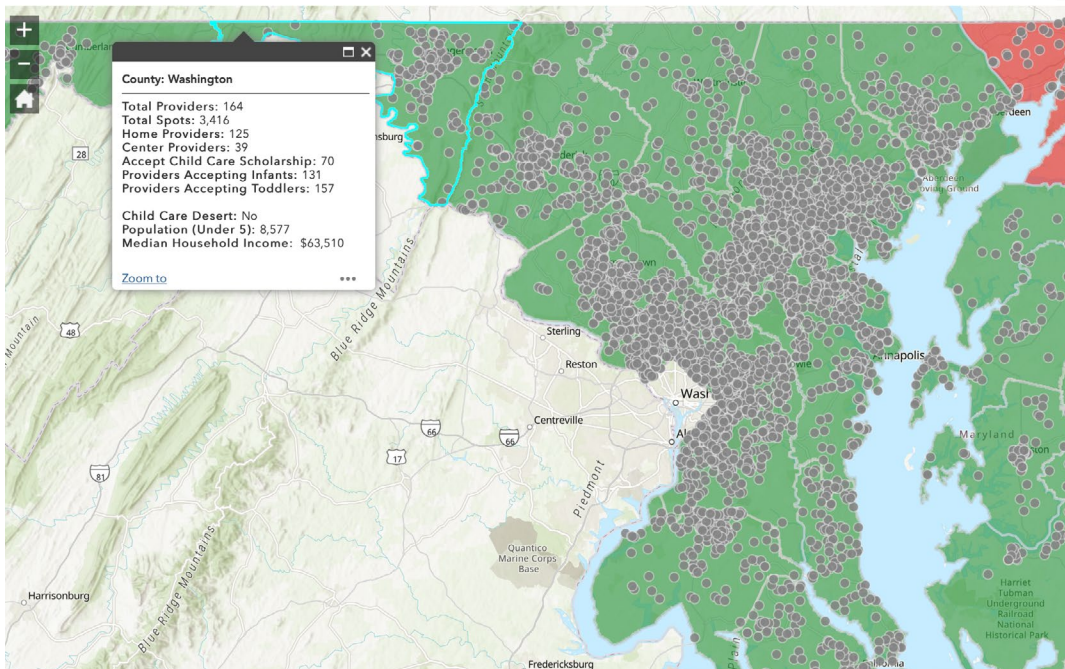 +
−
County: Washington
Total Providers: 164
Total Spots: 3,416
Home Providers: 125
Center Providers: 39
Accept Child Care Scholarship: 70
Providers Accepting Infants: 131
Providers Accepting Toddlers: 157
Child Care Desert: No
Population (Under 5): 8,577
Median Household Income: $63,510
Zoom to
28
48
81
66
66
17
Mountain
Blue Ridge Mountains
Blue Ridge Mountains
Sterling
Reston
Centreville
Piedmont
Quantico
Marine Corps
Base
Harrisonburg
Fredericksburg
Aberdeen
Annapolis
Maryland
Harriet
Tubman
Underground
Railroad
National
Historical Park